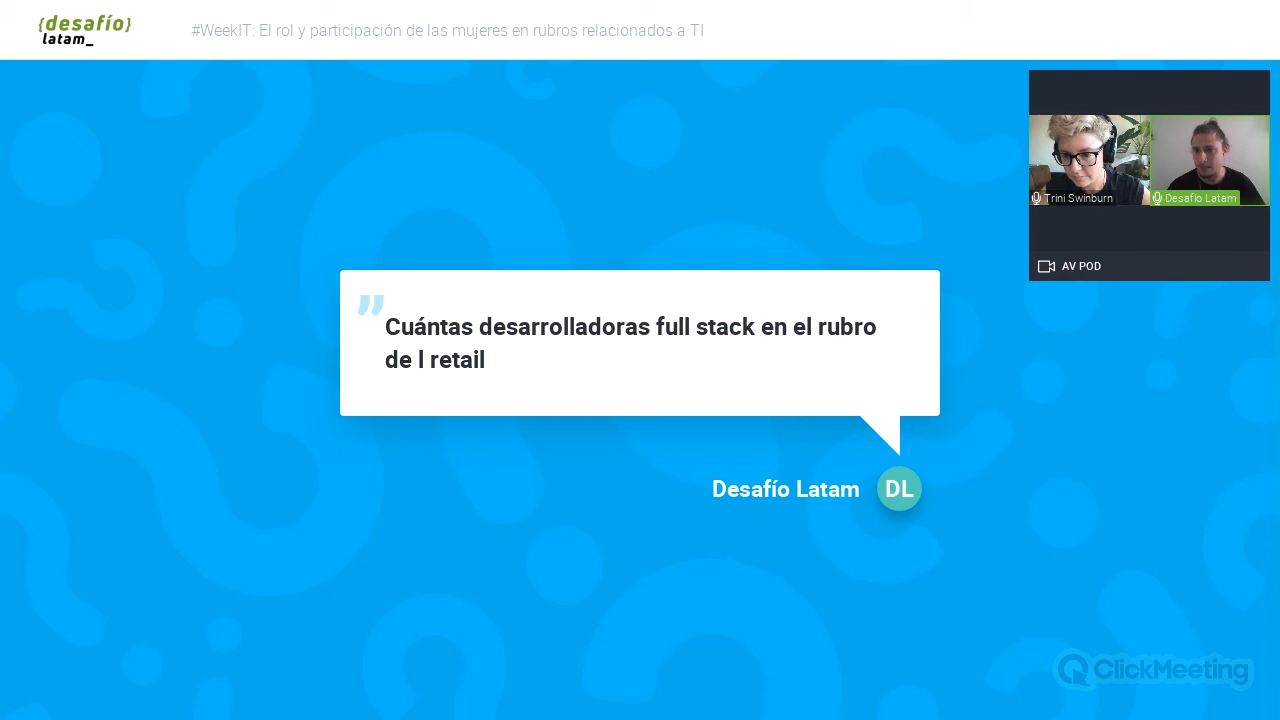 {desafío}
latam_
#WeekIT: El rol y participación de las mujeres en rubros relacionados a TI
Trini Swinburn
Desafío Latam
AV POD
” Cuántas desarrolladoras full stack en el rubro
de l retail
Desafío Latam DL
ClickMeeting